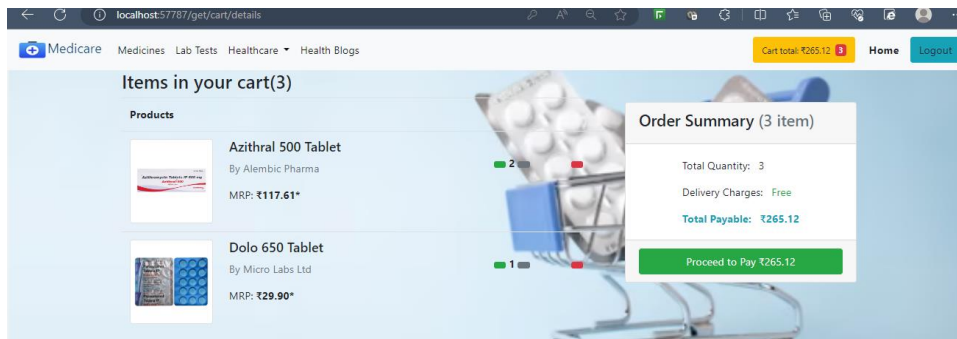 localhost:57787/get/cart/details
Medicare Medicines Lab Tests Healthcare Health Blogs Cart total: ₹265.12 3 Home Logout
Items in your cart(3)
Products
Azithral 500 Tablet
By Alembic Pharma
MRP: ₹117.61*
2
Dolo 650 Tablet
By Micro Labs Ltd
MRP: ₹29.90*
1
Order Summary (3 item)
Total Quantity: 3
Delivery Charges: Free
Total Payable: ₹265.12
Proceed to Pay ₹265.12